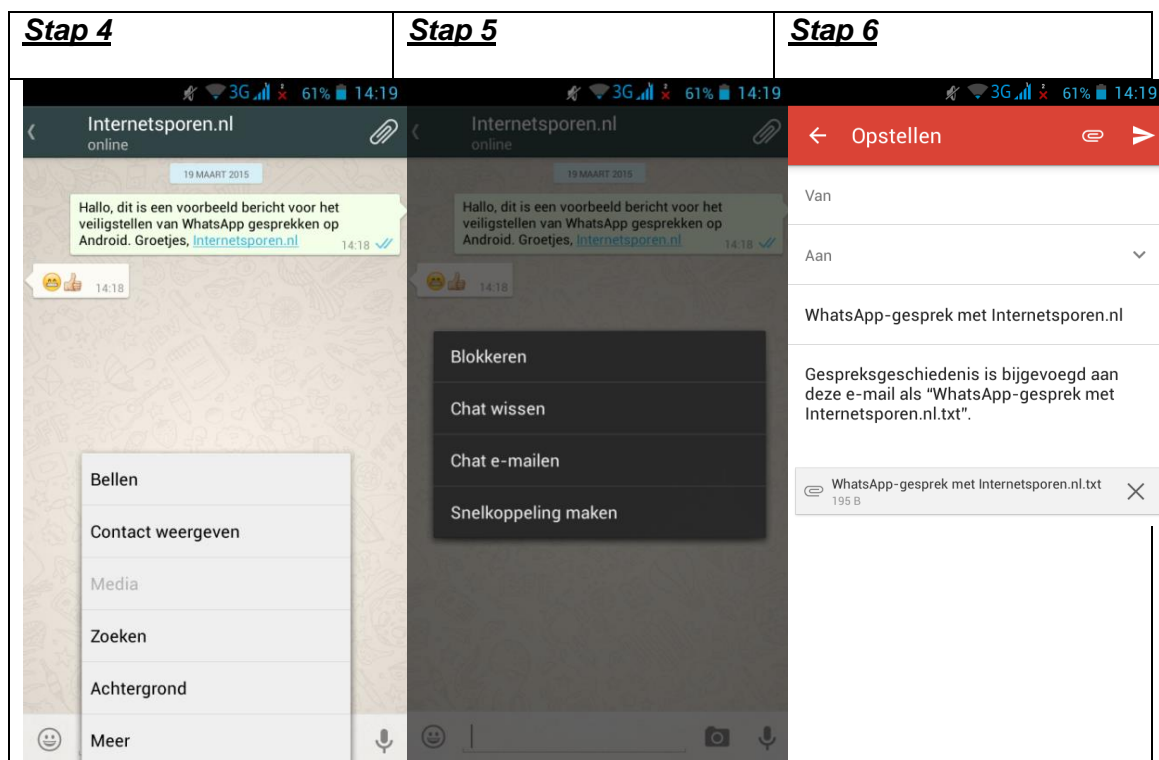 Stap 4
Stap 5
Stap 6
3G 61% 14:19
Internetsporen.nl
online
19 MAART 2015
Hallo, dit is een voorbeeld bericht voor het
veiligstellen van WhatsApp gesprekken op
Android. Groetjes, Internetsporen.nl
14:18
14:18
Bellen
Contact weergeven
Media
Zoeken
Achtergrond
Meer
3G 61% 14:19
Internetsporen.nl
online
19 MAART 2015
Hallo, dit is een voorbeeld bericht voor het
veiligstellen van WhatsApp gesprekken op
Android. Groetjes, Internetsporen.nl
14:18
14:18
Blokkeren
Chat wissen
Chat e-mailen
Snelkoppeling maken
3G 61% 14:19
Opstellen
Van
Aan
WhatsApp-gesprek met Internetsporen.nl
Gespreksgeschiedenis is bijgevoegd aan
deze e-mail als “WhatsApp-gesprek met
Internetsporen.nl.txt”.
WhatsApp-gesprek met Internetsporen.nl.txt
195 B